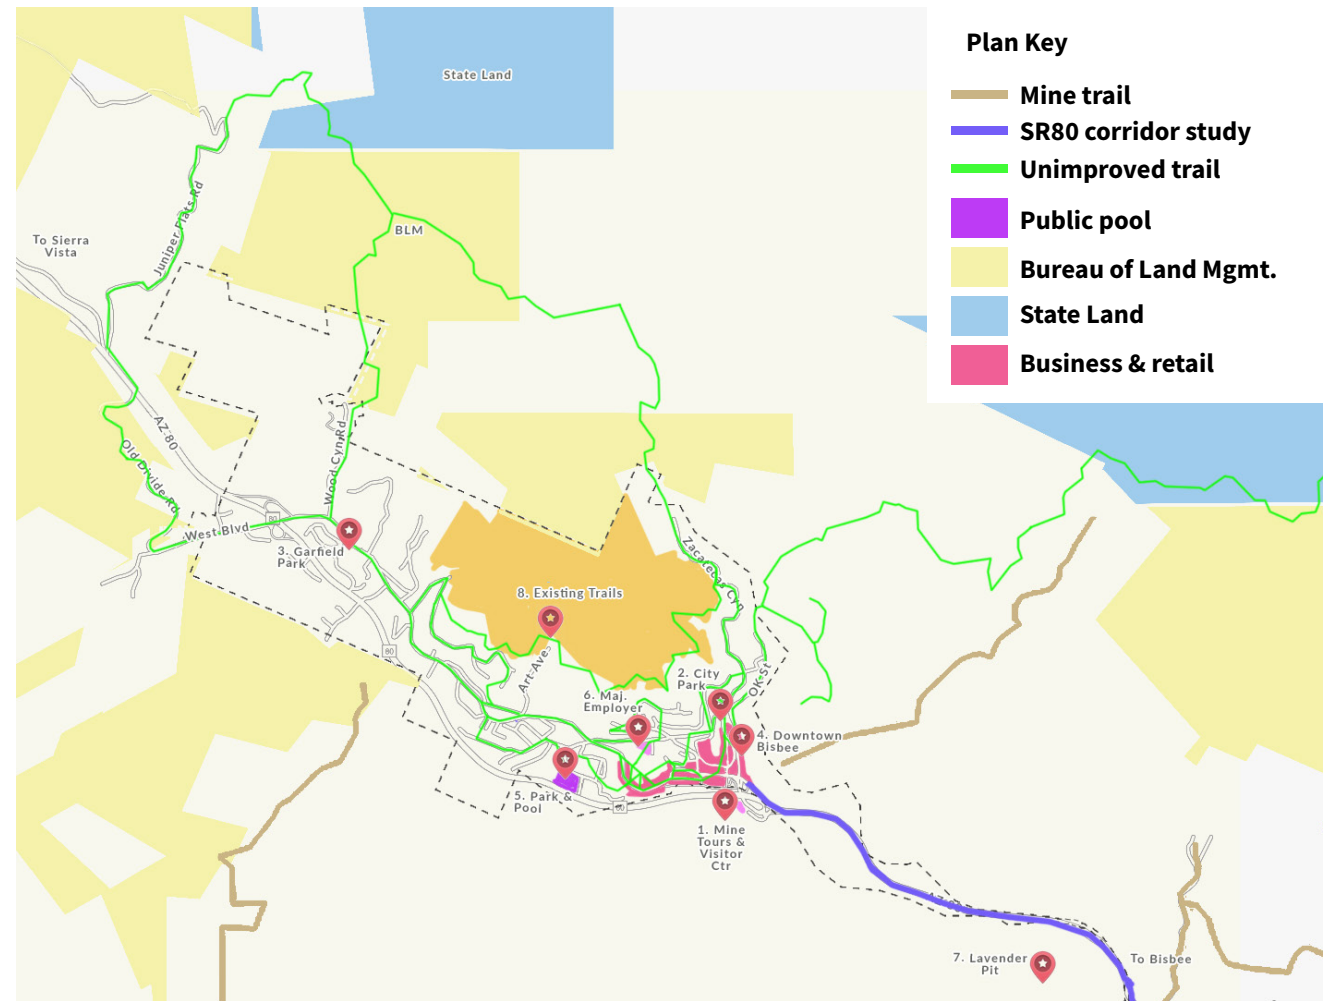 Plan Key
Mine trail
SR80 corridor study
Unimproved trail
Public pool
Bureau of Land Mgmt.
State Land
Business & retail
State Land
To Sierra
Vista
Juniper Flats Rd
BLM
AZ-80
Old Divide Rd
Wood Cyn Rd
West Blvd
80
3. Garfield
Park
8. Existing Trails
Zacatecas Cyn
80
Art Ave
2. City
Park
OK St
6. Maj.
Employer
4. Downtown
Bisbee
5. Park &
Pool
80
1. Mine
Tours &
Visitor
Ctr
7. Lavender
Pit
To Bisbee